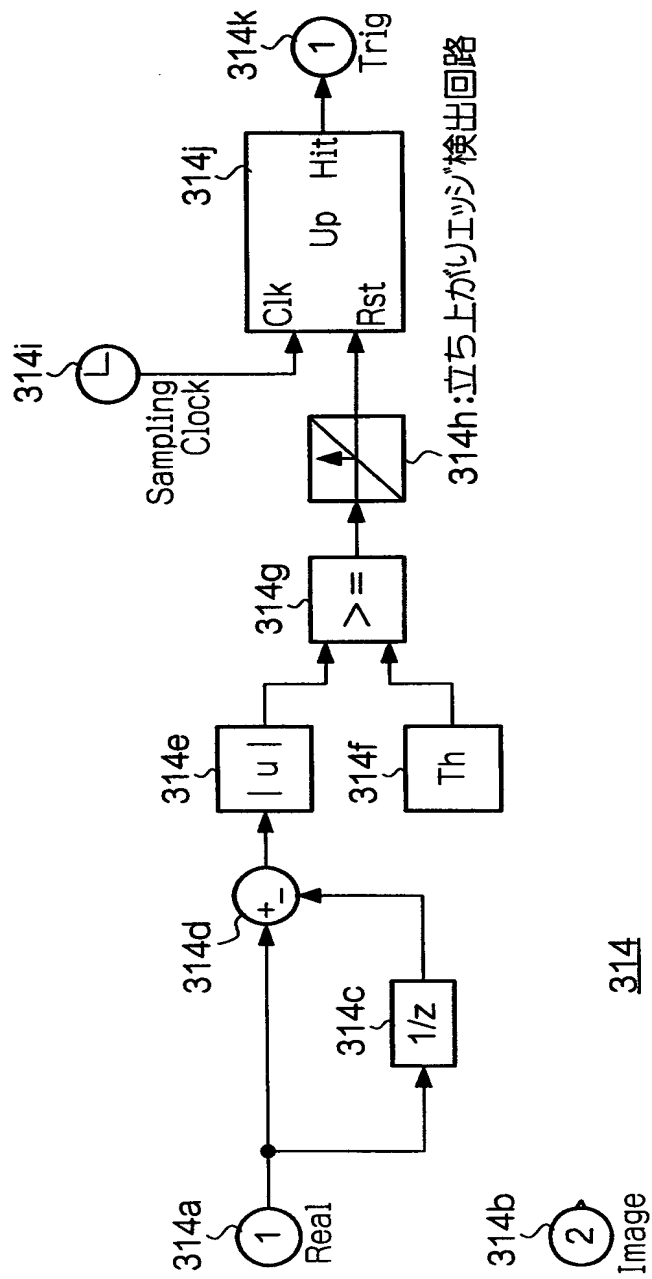 314a
1
Real
314b
2
Image
314c
1/z
314d
+
−
314e
|u|
314f
Th
314g
>=
314h:立ち上がりエッジ検出回路
314i
Sampling
Clock
314j
Clk
Rst
Up
Hit
314k
1
Trig
314